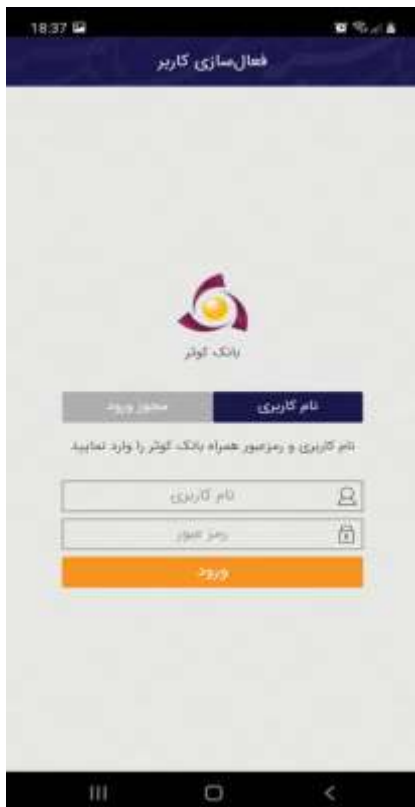 18:37
فعال‌سازی کاربر
بانک کوثر
نام کاربری
مجوز ورود
نام کاربری و رمزعبور همراه بانک کوثر را وارد نمایید
نام کاربری
رمز عبور
ورود